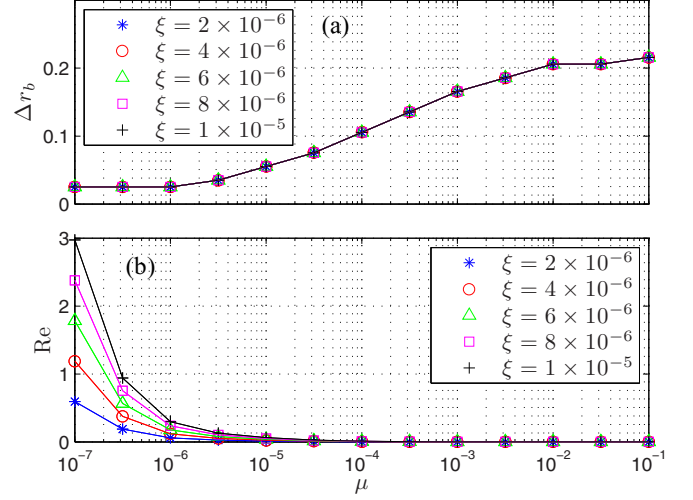 (a)
ξ = 2 × 10⁻⁶
ξ = 4 × 10⁻⁶
ξ = 6 × 10⁻⁶
ξ = 8 × 10⁻⁶
ξ = 1 × 10⁻⁵
0.2
0.1
0
Δr_b
(b)
ξ = 2 × 10⁻⁶
ξ = 4 × 10⁻⁶
ξ = 6 × 10⁻⁶
ξ = 8 × 10⁻⁶
ξ = 1 × 10⁻⁵
3
2
1
0
Re
10⁻⁷ 10⁻⁶ 10⁻⁵ 10⁻⁴ 10⁻³ 10⁻² 10⁻¹
μ